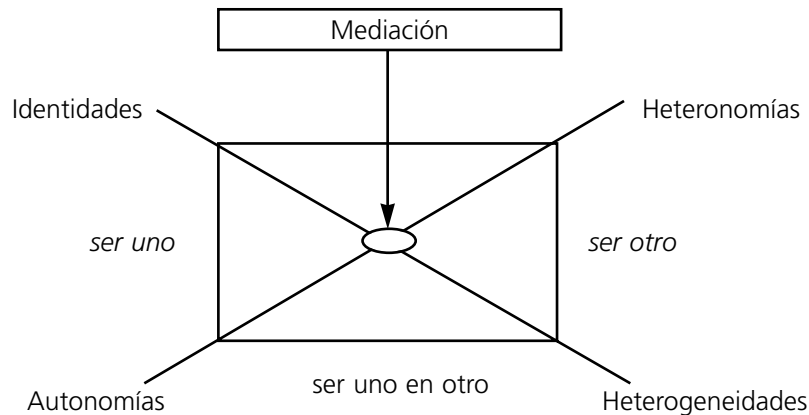 Mediación
Identidades
Heteronomías
ser uno
ser otro
Autonomías
ser uno en otro
Heterogeneidades